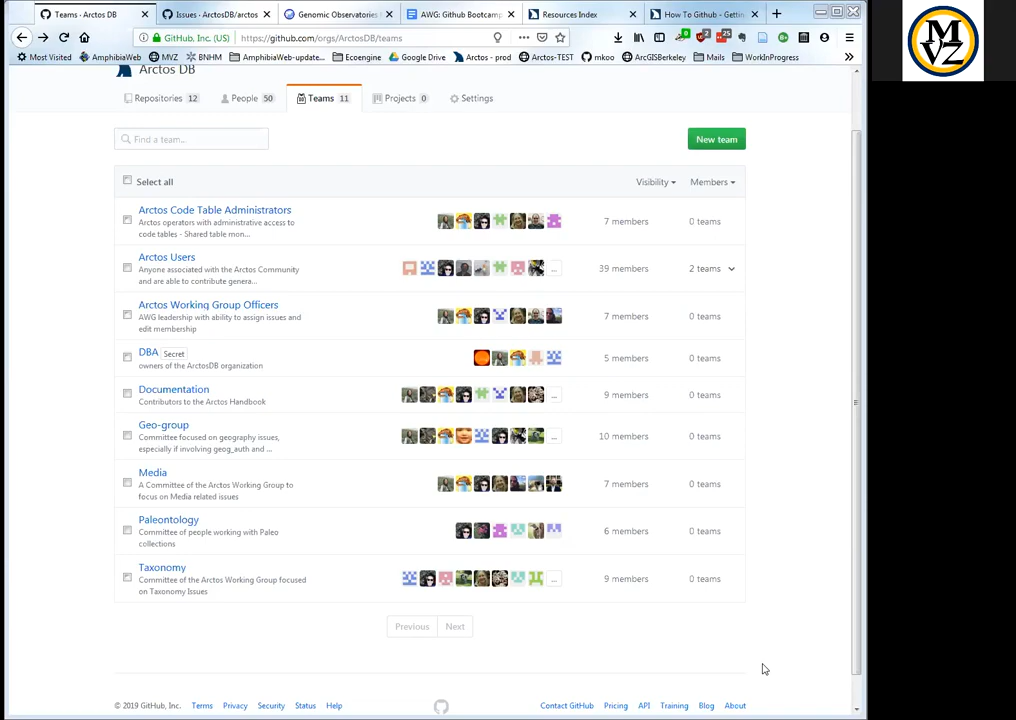 Teams · Arctos DB
Issues · ArctosDB/arctos
Genomic Observatories
AWG: Github Bootcamp
Resources Index
How To Github - Gettin
GitHub, Inc. (US)
https://github.com/orgs/ArctosDB/teams
0
2
25
Most Visited
AmphibiaWeb
MVZ
BNHM
AmphibiaWeb-update...
Ecoengine
Google Drive
Arctos - prod
Arctos-TEST
mkoo
ArcGISBerkeley
Mails
WorkInProgress
MVZ
Arctos DB
Repositories 12
People 50
Teams 11
Projects 0
Settings
Find a team...
New team
Select all
Visibility
Members
Arctos Code Table Administrators
Arctos operators with administrative access to
code tables - Shared table mon...
7 members
0 teams
Arctos Users
Anyone associated with the Arctos Community
and are able to contribute genera...
...
39 members
2 teams
Arctos Working Group Officers
AWG leadership with ability to assign issues and
edit membership
7 members
0 teams
DBA Secret
owners of the ArctosDB organization
5 members
0 teams
Documentation
Contributors to the Arctos Handbook
...
9 members
0 teams
Geo-group
Committee focused on geography issues,
especially if involving geog_auth and ...
...
10 members
0 teams
Media
A Committee of the Arctos Working Group to
focus on Media related issues
7 members
0 teams
Paleontology
Committee of people working with Paleo
collections
6 members
0 teams
Taxonomy
Committee of the Arctos Working Group focused
on Taxonomy Issues
...
9 members
0 teams
Previous
Next
© 2019 GitHub, Inc.
Terms
Privacy
Security
Status
Help
Contact GitHub
Pricing
API
Training
Blog
About